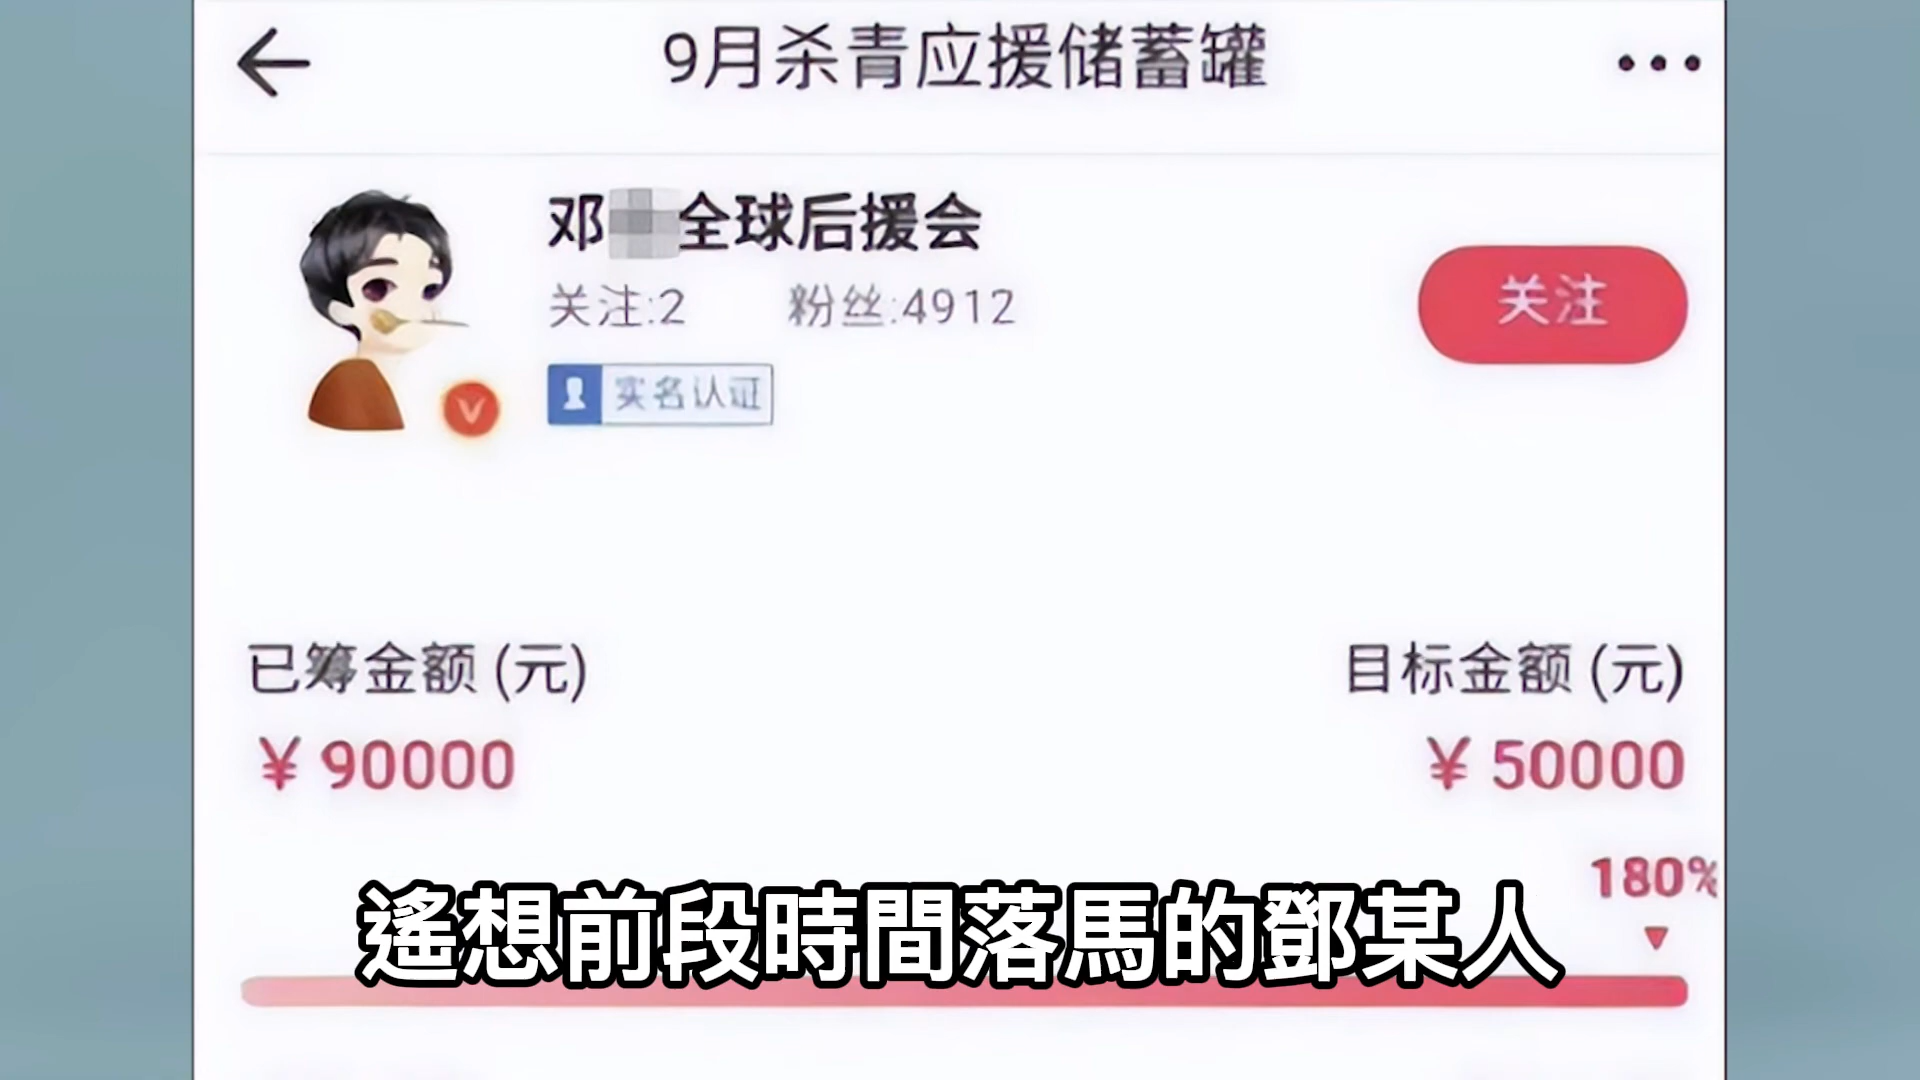 9月杀青应援储蓄罐
邓 全球后援会
关注:2 粉丝:4912
关注
实名认证
已筹金额 (元)
¥ 90000
目标金额 (元)
¥ 50000
180%
遙想前段時間落馬的鄧某人